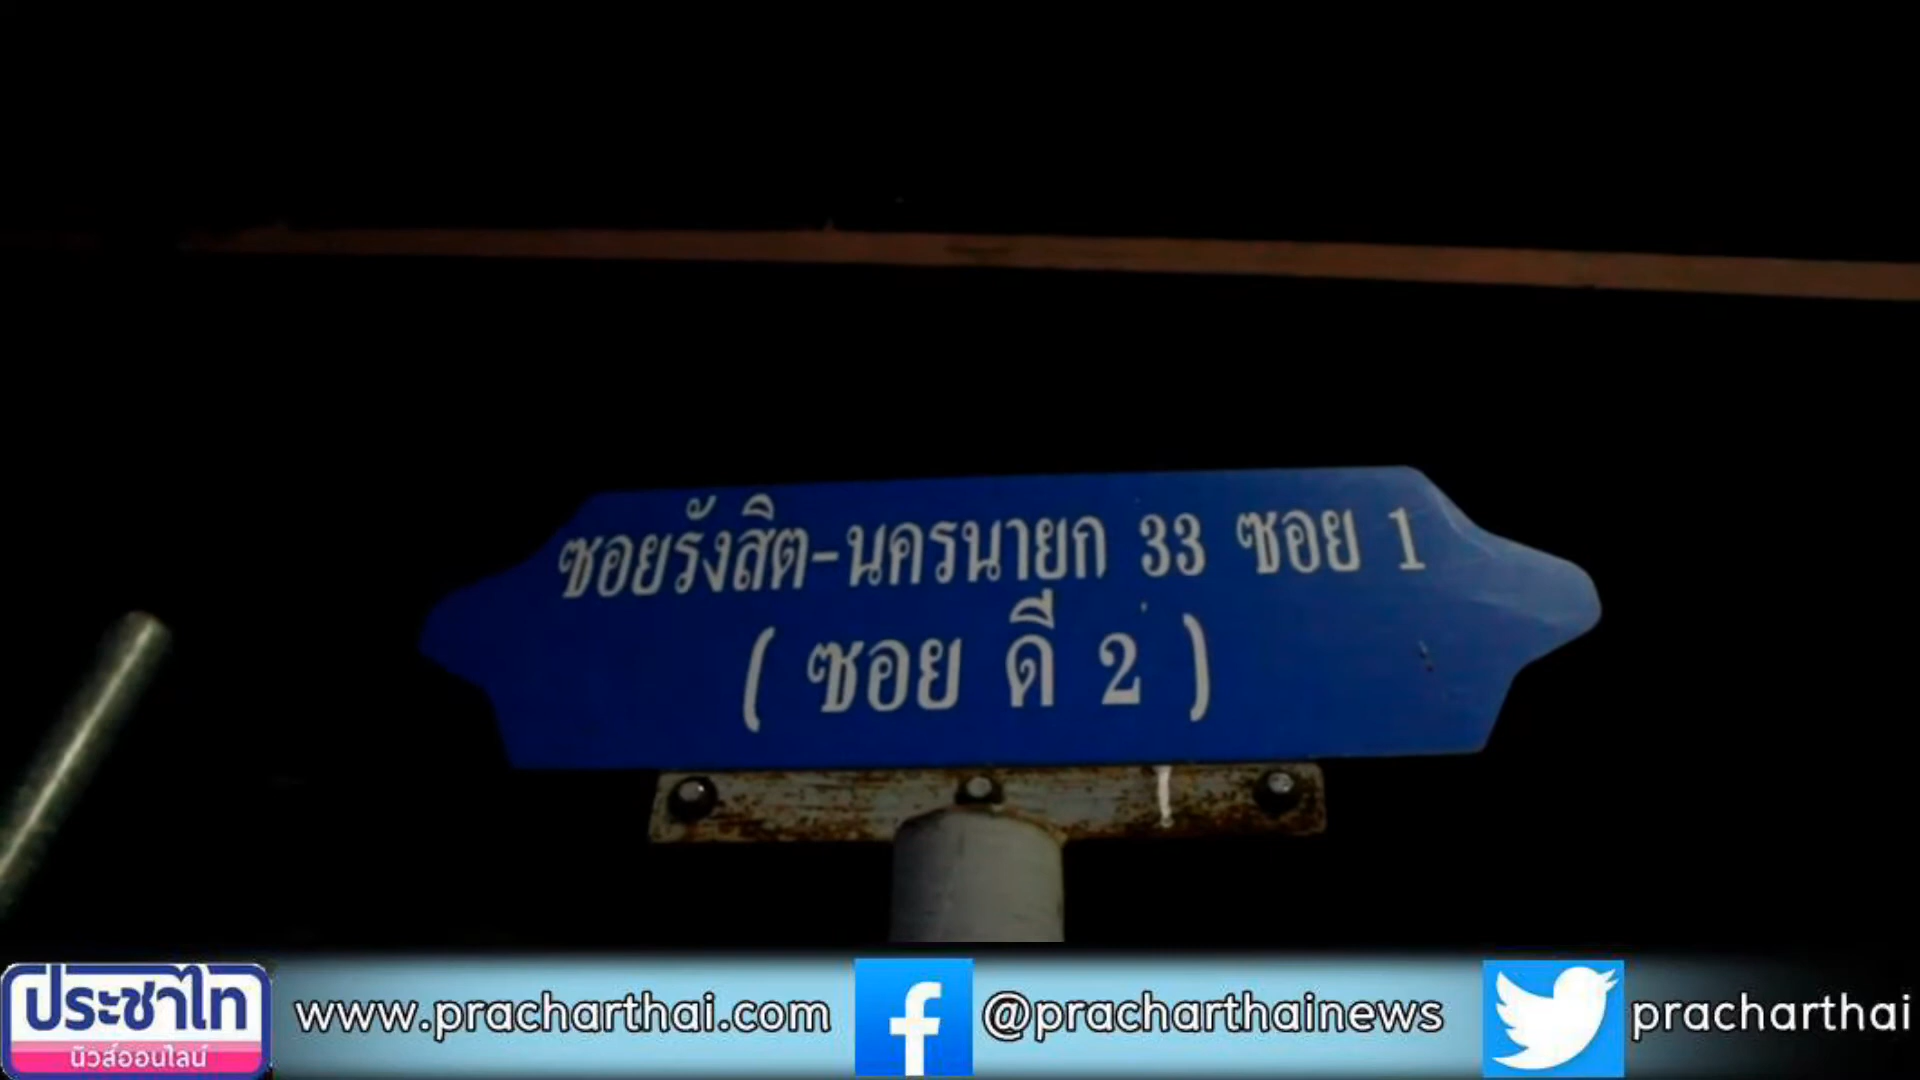 ซอยรังสิต-นครนายก 33 ซอย 1
( ซอย ดี 2 )
ประชาไท
นิวส์ออนไลน์
www.pracharthai.com
@pracharthainews
pracharthai